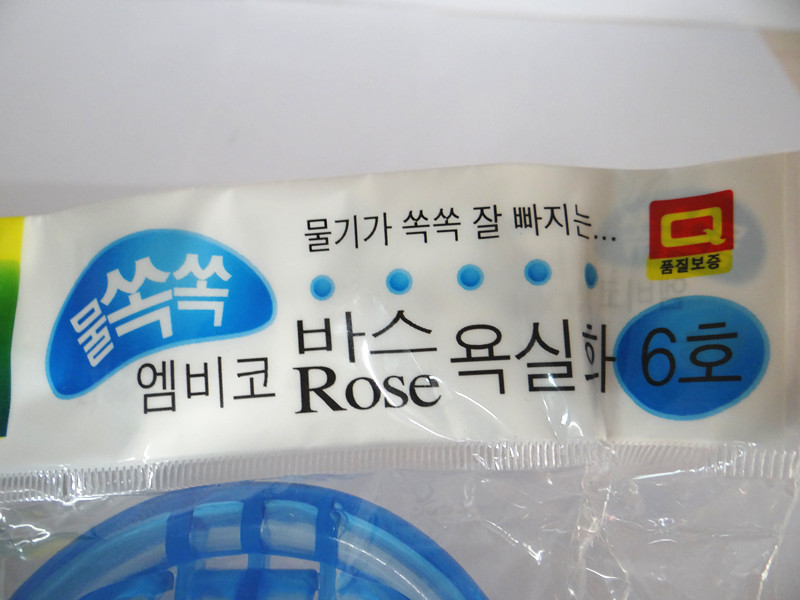 물기가 쏙쏙 잘 빠지는...
Q
품질보증
물쏙쏙
엠비코 바스 Rose 욕실화 6호